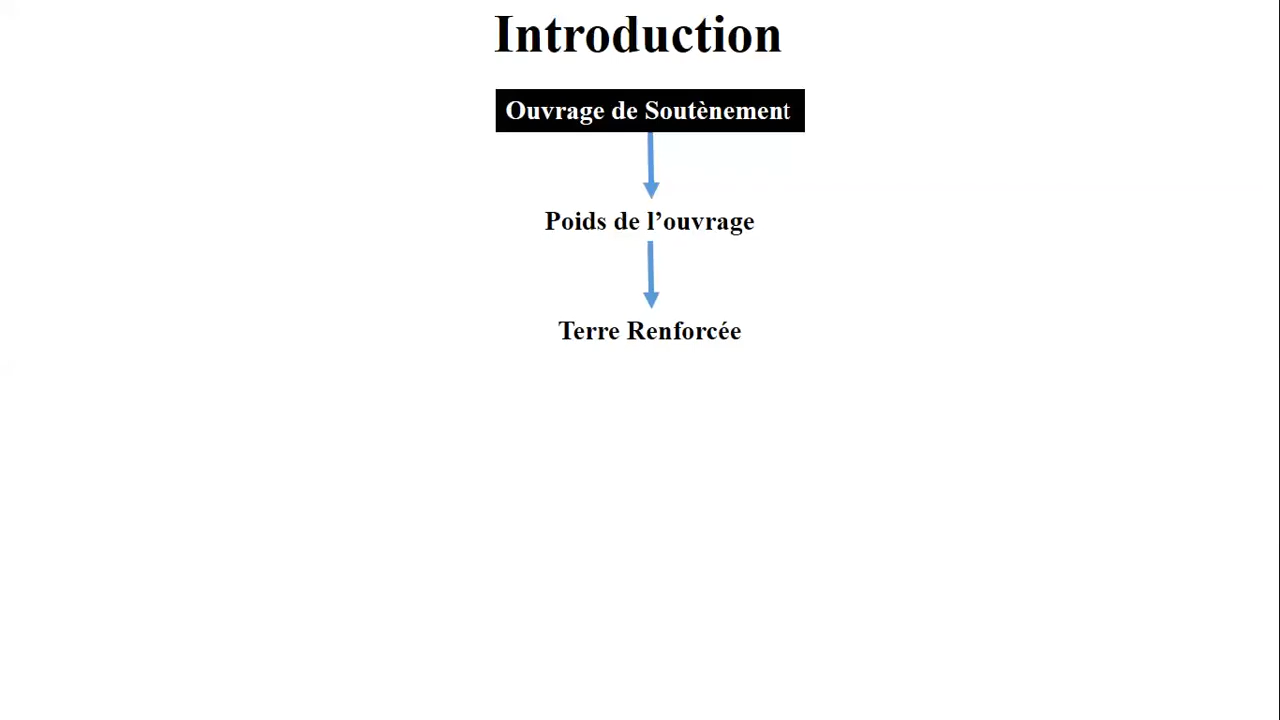 Introduction
Ouvrage de Soutènement
Poids de l’ouvrage
Terre Renforcée